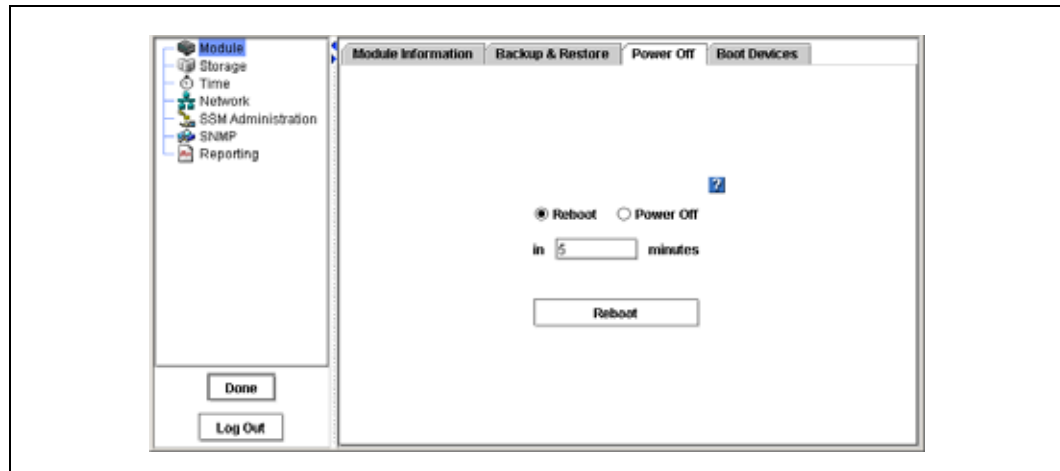 Module
Storage
Time
Network
SSM Administration
SNMP
Reporting
Done
Log Out
Module Information Backup & Restore Power Off Boot Devices
?
Reboot Power Off
in 5 minutes
Reboot